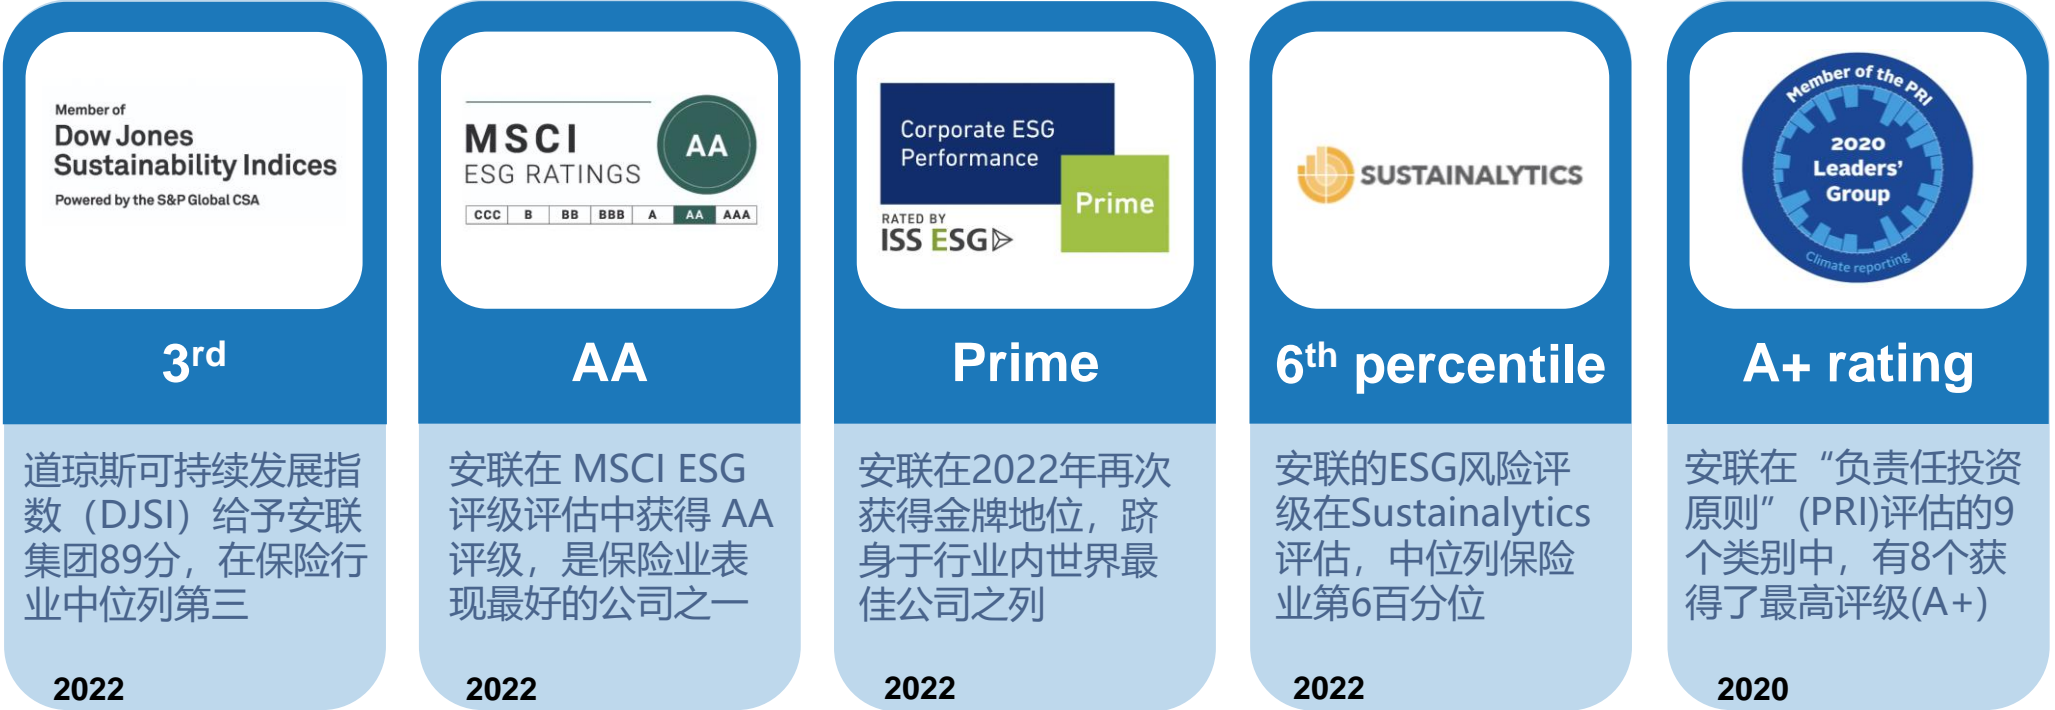 Member of
Dow Jones
Sustainability Indices
Powered by the S&P Global CSA
3rd
道琼斯可持续发展指
数（DJSI）给予安联
集团89分，在保险行
业中位列第三
2022
MSCI
ESG RATINGS
AA
CCC B BB BBB A AA AAA
AA
安联在 MSCI ESG
评级评估中获得 AA
评级，是保险业表
现最好的公司之一
2022
Corporate ESG
Performance
Prime
RATED BY
ISS ESG
Prime
安联在2022年再次
获得金牌地位，跻
身于行业内世界最
佳公司之列
2022
SUSTAINALYTICS
6th percentile
安联的ESG风险评
级在Sustainalytics
评估，中位列保险
业第6百分位
2022
Member of the PRI
2020
Leaders'
Group
Climate reporting
A+ rating
安联在“负责任投资
原则”(PRI)评估的9
个类别中，有8个获
得了最高评级(A+)
2020